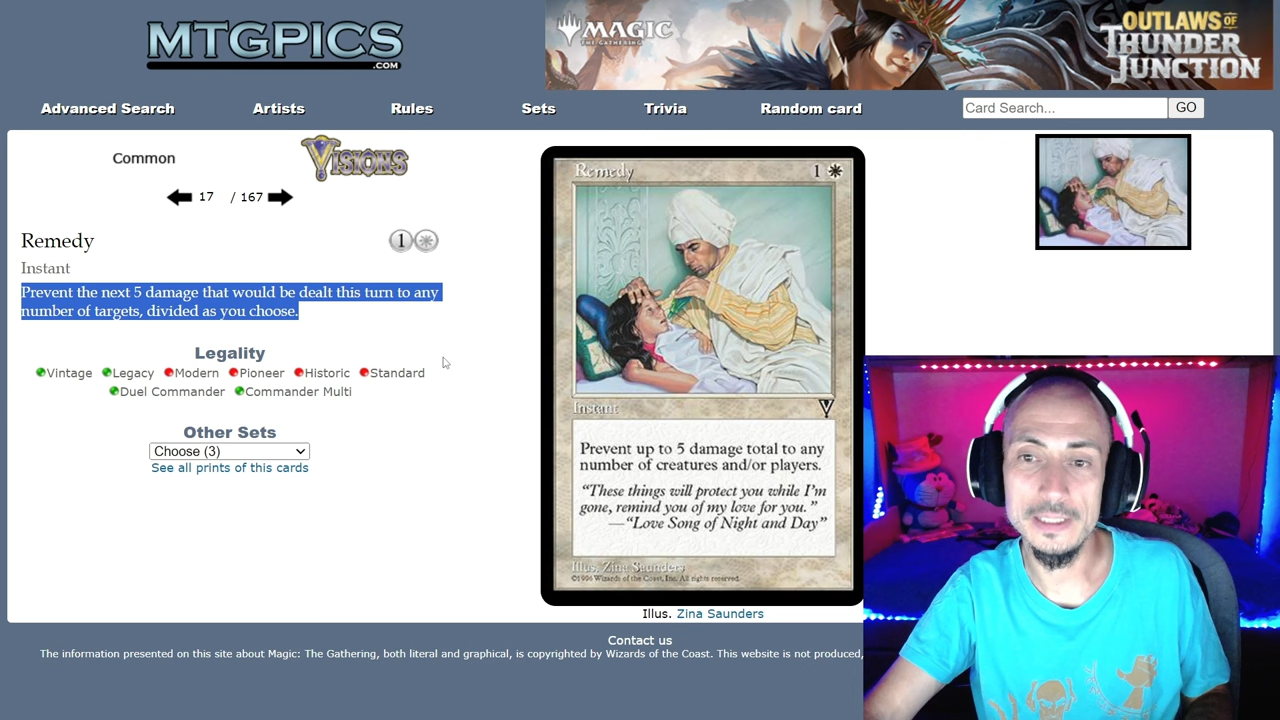 MTGPICS
.COM
MAGIC
THE GATHERING
OUTLAWS OF
THUNDER
JUNCTION
Advanced Search
Artists
Rules
Sets
Trivia
Random card
Card Search...
GO
Common
VISIONS
17 / 167
Remedy
1
Instant
Prevent the next 5 damage that would be dealt this turn to any
number of targets, divided as you choose.
Legality
Vintage Legacy Modern Pioneer Historic Standard
Duel Commander Commander Multi
Other Sets
Choose (3)
See all prints of this cards
Remedy 1
Instant
Prevent up to 5 damage total to any
number of creatures and/or players.
“These things will protect you while I’m
gone, remind you of my love for you.”
—“Love Song of Night and Day”
Illus. Zina Saunders
©1996 Wizards of the Coast, Inc. All rights reserved.
Illus. Zina Saunders
Contact us
The information presented on this site about Magic: The Gathering, both literal and graphical, is copyrighted by Wizards of the Coast. This website is not produced,